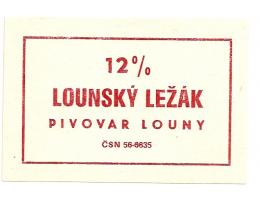 12%
LOUNSKÝ LEŽÁK
PIVOVAR LOUNY
ČSN 56-6635